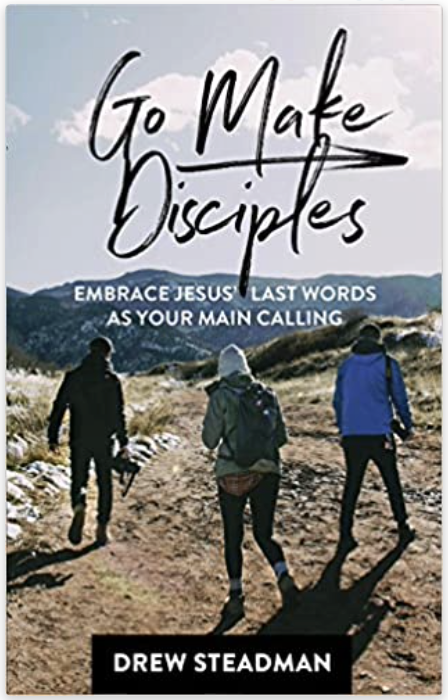 Go Make
Disciples
EMBRACE JESUS' LAST WORDS
AS YOUR MAIN CALLING
DREW STEADMAN